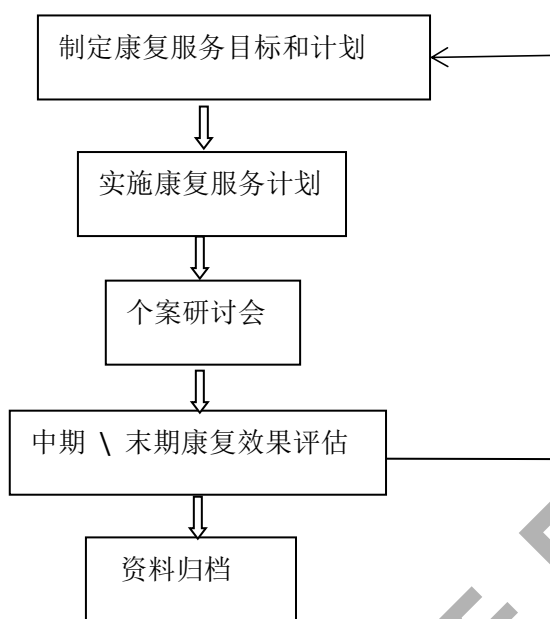 制定康复服务目标和计划
实施康复服务计划
个案研讨会
中期 \ 末期康复效果评估
资料归档